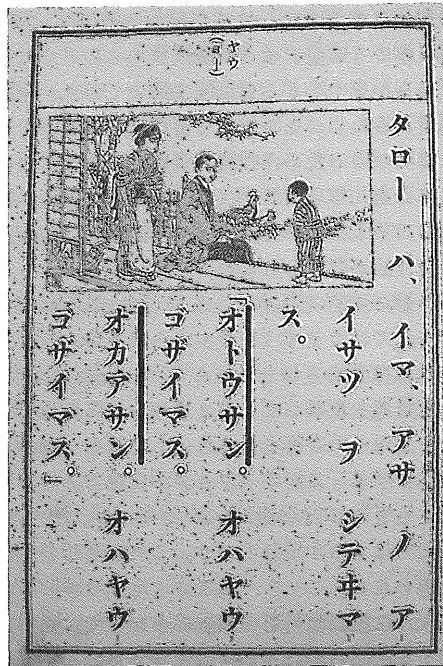 ヤウ
(ヨー)
タロー ハ、イマ、アサ ノ ア
イサツ ヲ シテヰマ
ス。
「オトウサン。オハヤウ
ゴザイマス。
オカアサン。オハヤウ
ゴザイマス。」